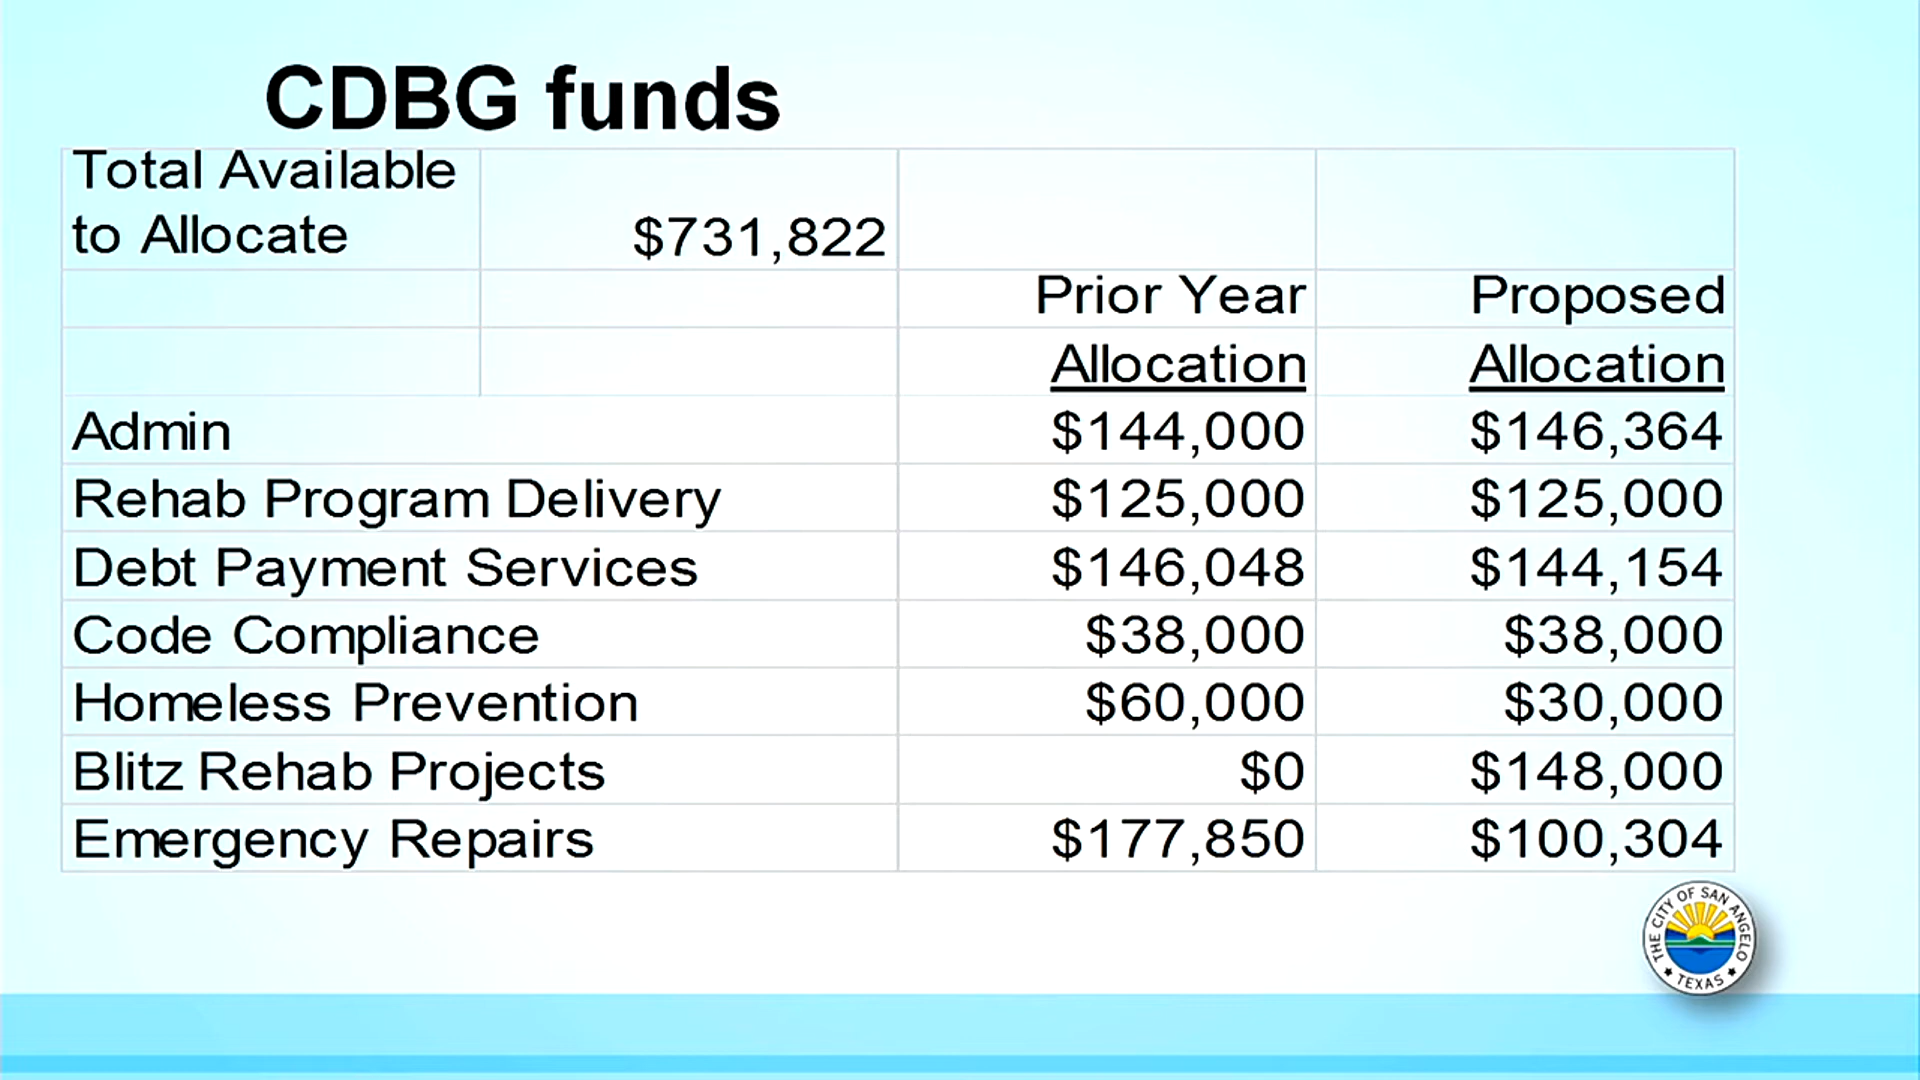 CDBG funds
Total Available
to Allocate $731,822
Prior Year Proposed
Allocation Allocation
Admin $144,000 $146,364
Rehab Program Delivery $125,000 $125,000
Debt Payment Services $146,048 $144,154
Code Compliance $38,000 $38,000
Homeless Prevention $60,000 $30,000
Blitz Rehab Projects $0 $148,000
Emergency Repairs $177,850 $100,304
THE CITY OF SAN ANGELO
TEXAS